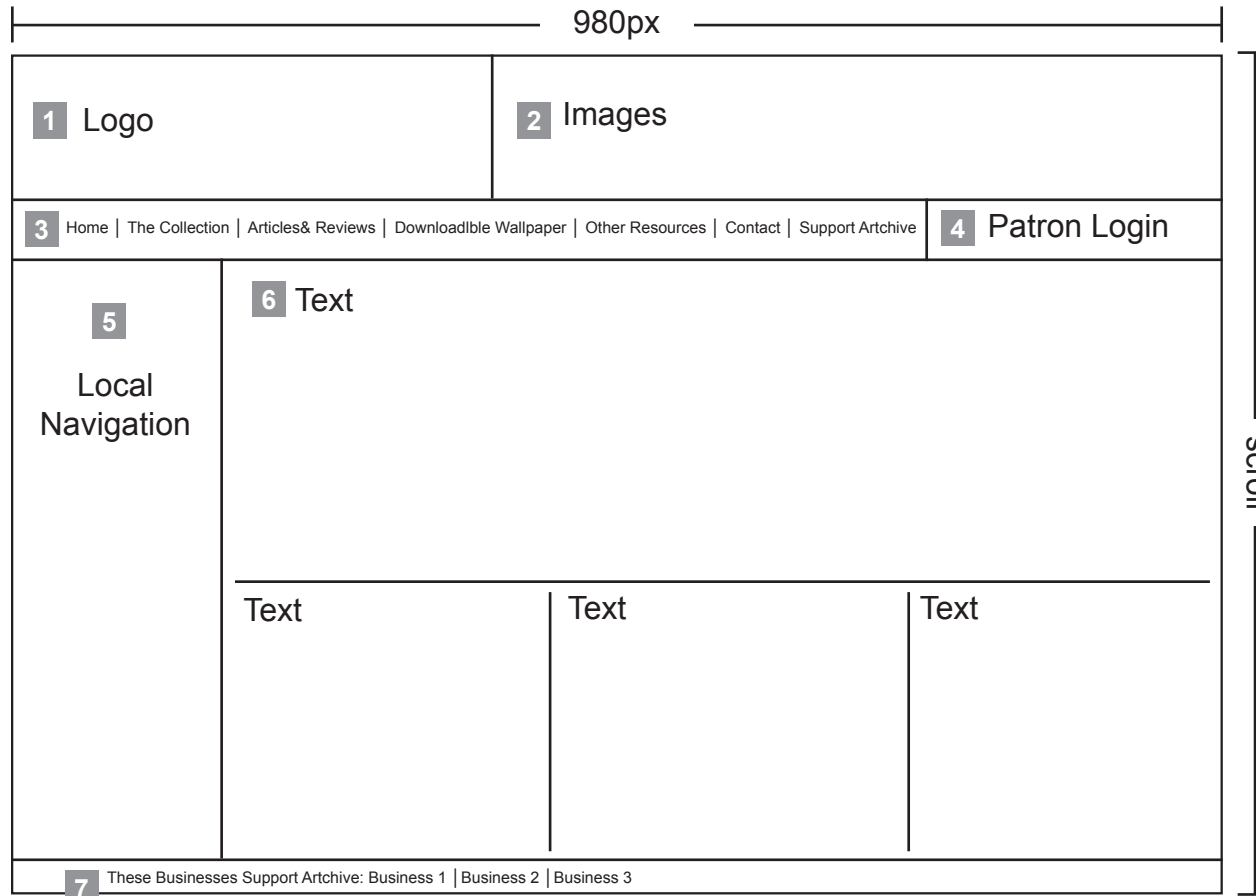 980px
1 Logo
2 Images
3 Home | The Collection | Articles& Reviews | Downloadlble Wallpaper | Other Resources | Contact | Support Artchive
4 Patron Login
5
Local
Navigation
6 Text
Text
Text
Text
7 These Businesses Support Artchive: Business 1 | Business 2 | Business 3
scroll